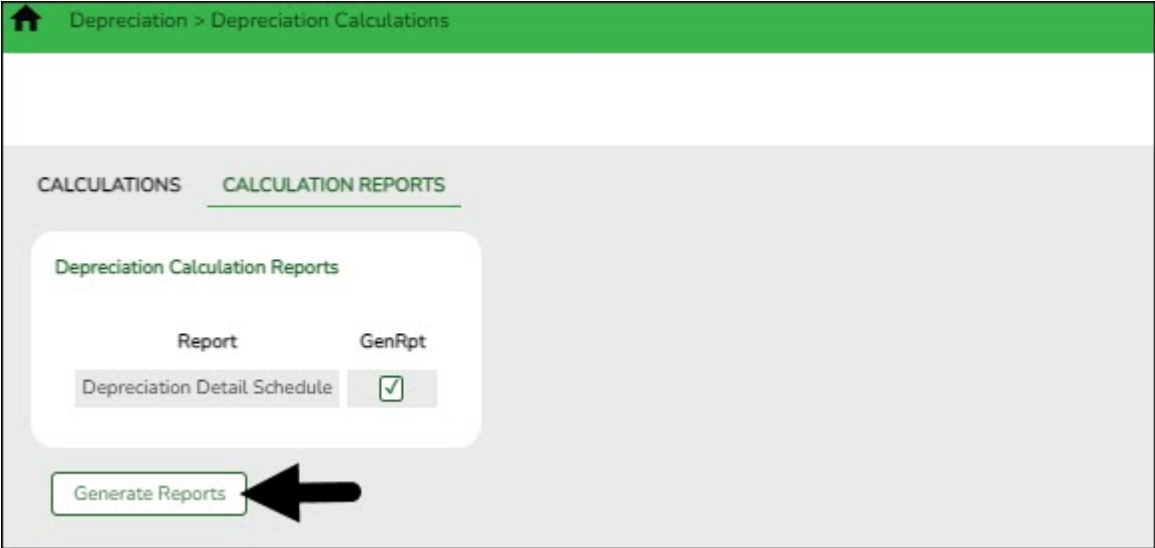 Depreciation > Depreciation Calculations
CALCULATIONS CALCULATION REPORTS
Depreciation Calculation Reports
Report GenRpt
Depreciation Detail Schedule
Generate Reports